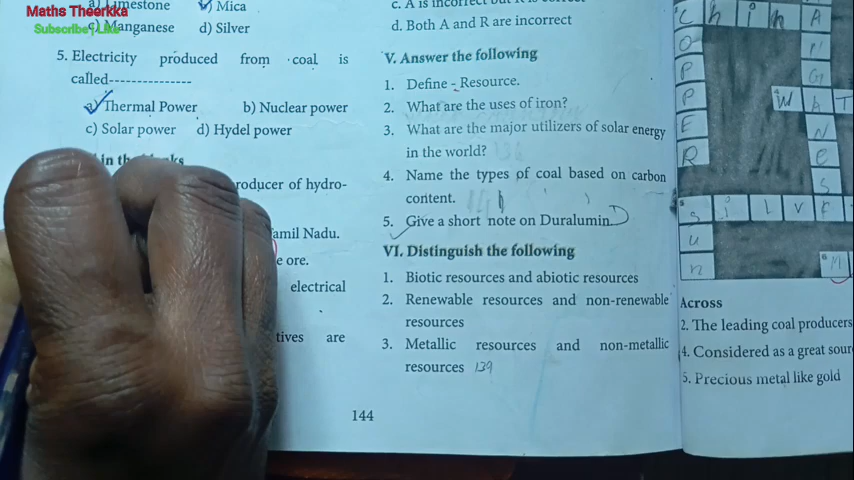 Maths Theerkka
Subscribe | Like
a) Limestone
Mica
c) Manganese d) Silver
5. Electricity produced from coal is
called---------------
a) Thermal Power b) Nuclear power
c) Solar power d) Hydel power
in the
roducer of hydro-
amil Nadu.
e ore.
electrical
tives are
144
c. A is incorrect but R is correct
d. Both A and R are incorrect
V. Answer the following
1. Define - Resource.
2. What are the uses of iron?
3. What are the major utilizers of solar energy
in the world?
4. Name the types of coal based on carbon
content.
5. Give a short note on Duralumin
VI. Distinguish the following
1. Biotic resources and abiotic resources
2. Renewable resources and non-renewable
resources
3. Metallic resources and non-metallic
resources 139
C h i n A
O N
P G
P W A T
E N
R E
S
S i L V E
u
n M
Across
2. The leading coal producers
4. Considered as a great sour
5. Precious metal like gold